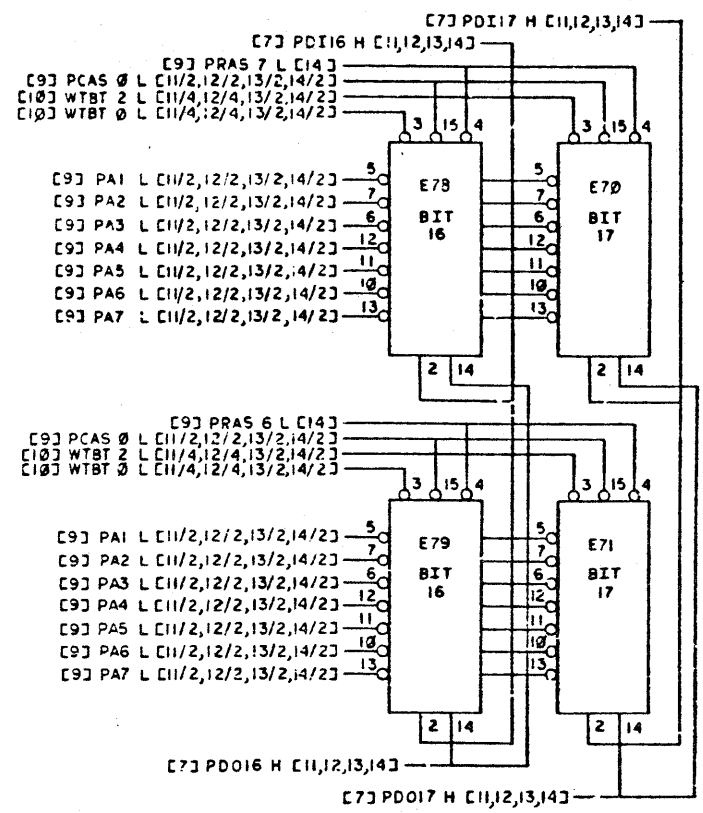 [7] PDI17 H [11,12,13,14]
[7] PDI16 H [11,12,13,14]
[9] PRAS 7 L [14]
[9] PCAS Ø L [11/2,12/2,13/2,14/2]
[1Ø] WTBT 2 L [11/4,12/4,13/2,14/2]
[1Ø] WTBT Ø L [11/4,12/4,13/2,14/2]
3 15 4 3 15 4
[9] PA1 L [11/2,12/2,13/2,14/2] 5 E78 5 E7Ø
[9] PA2 L [11/2,12/2,13/2,14/2] 7 BIT 7 BIT
[9] PA3 L [11/2,12/2,13/2,14/2] 6 16 6 17
[9] PA4 L [11/2,12/2,13/2,14/2] 12 12
[9] PA5 L [11/2,12/2,13/2,14/2] 11 11
[9] PA6 L [11/2,12/2,13/2,14/2] 1Ø 1Ø
[9] PA7 L [11/2,12/2,13/2,14/2] 13 13
2 14 2 14
[9] PRAS 6 L [14]
[9] PCAS Ø L [11/2,12/2,13/2,14/2]
[1Ø] WTBT 2 L [11/4,12/4,13/2,14/2]
[1Ø] WTBT Ø L [11/4,12/4,13/2,14/2]
3 15 4 3 15 4
[9] PA1 L [11/2,12/2,13/2,14/2] 5 E79 5 E71
[9] PA2 L [11/2,12/2,13/2,14/2] 7 BIT 7 BIT
[9] PA3 L [11/2,12/2,13/2,14/2] 6 16 6 17
[9] PA4 L [11/2,12/2,13/2,14/2] 12 12
[9] PA5 L [11/2,12/2,13/2,14/2] 11 11
[9] PA6 L [11/2,12/2,13/2,14/2] 1Ø 1Ø
[9] PA7 L [11/2,12/2,13/2,14/2] 13 13
2 14 2 14
[7] PDO16 H [11,12,13,14]
[7] PDO17 H [11,12,13,14]